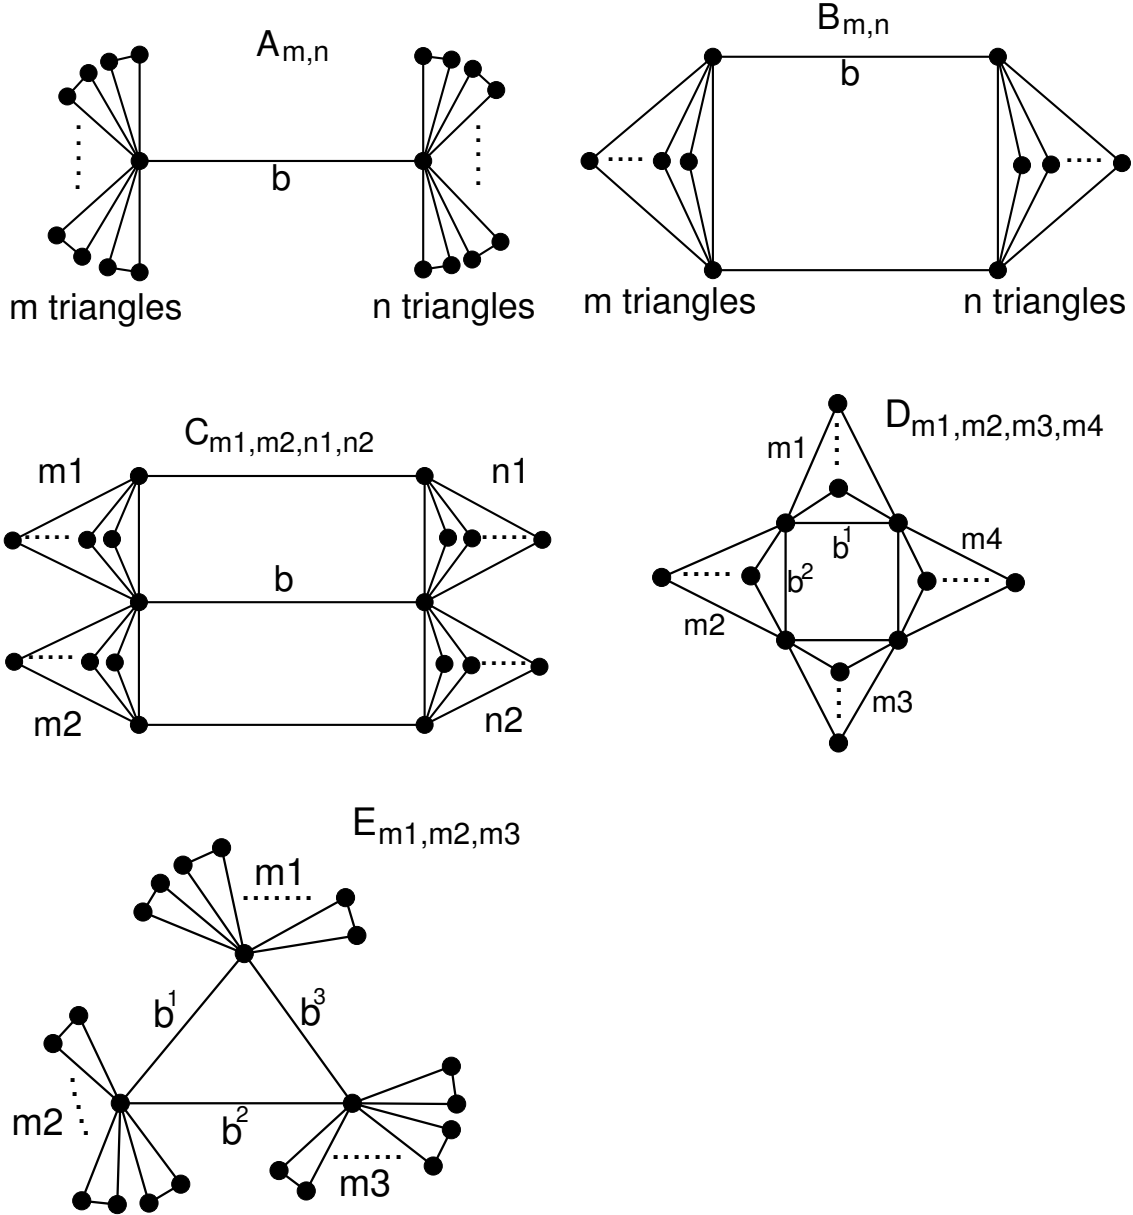 A_{m,n}
b
m triangles
n triangles
B_{m,n}
b
m triangles
n triangles
C_{m1,m2,n1,n2}
m1
n1
b
m2
n2
D_{m1,m2,m3,m4}
m1
m4
b^1
b^2
m2
m3
E_{m1,m2,m3}
m1
b^1
b^3
m2
b^2
m3